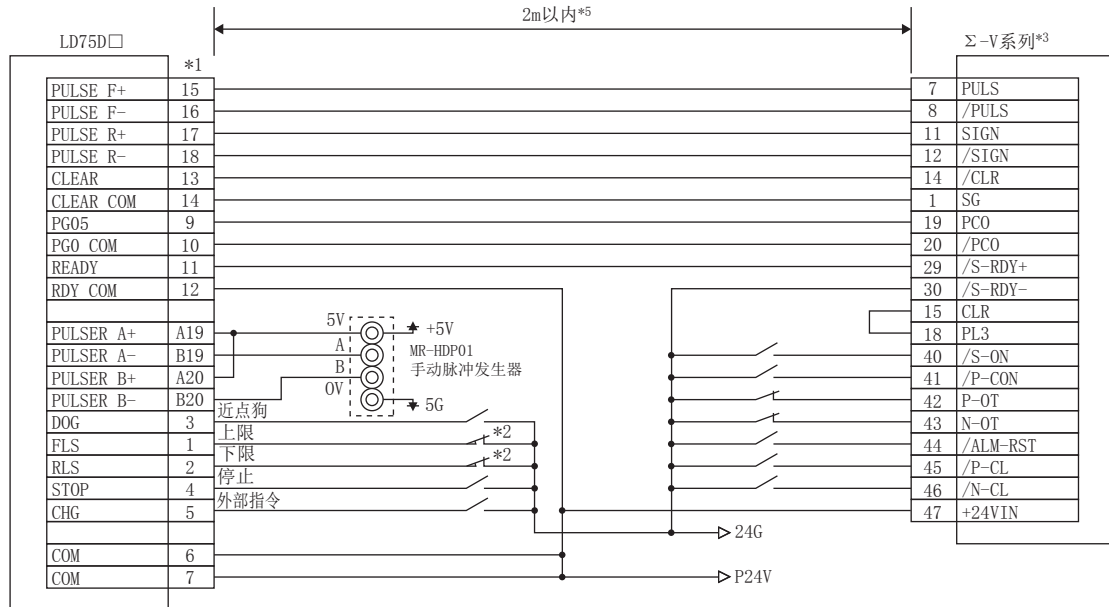 2m以内*5
LD75D□
Σ-V系列*3
*1
PULSE F+ 15
PULSE F- 16
PULSE R+ 17
PULSE R- 18
CLEAR 13
CLEAR COM 14
PG05 9
PG0 COM 10
READY 11
RDY COM 12
PULSER A+ A19
PULSER A- B19
PULSER B+ A20
PULSER B- B20
DOG 3
FLS 1
RLS 2
STOP 4
CHG 5
COM 6
COM 7
5V
A
B
0V
+5V
MR-HDP01
手动脉冲发生器
5G
近点狗
上限
*2
下限
*2
停止
外部指令
24G
P24V
7 PULS
8 /PULS
11 SIGN
12 /SIGN
14 /CLR
1 SG
19 PCO
20 /PCO
29 /S-RDY+
30 /S-RDY-
15 CLR
18 PL3
40 /S-ON
41 /P-CON
42 P-OT
43 N-OT
44 /ALM-RST
45 /P-CL
46 /N-CL
47 +24VIN